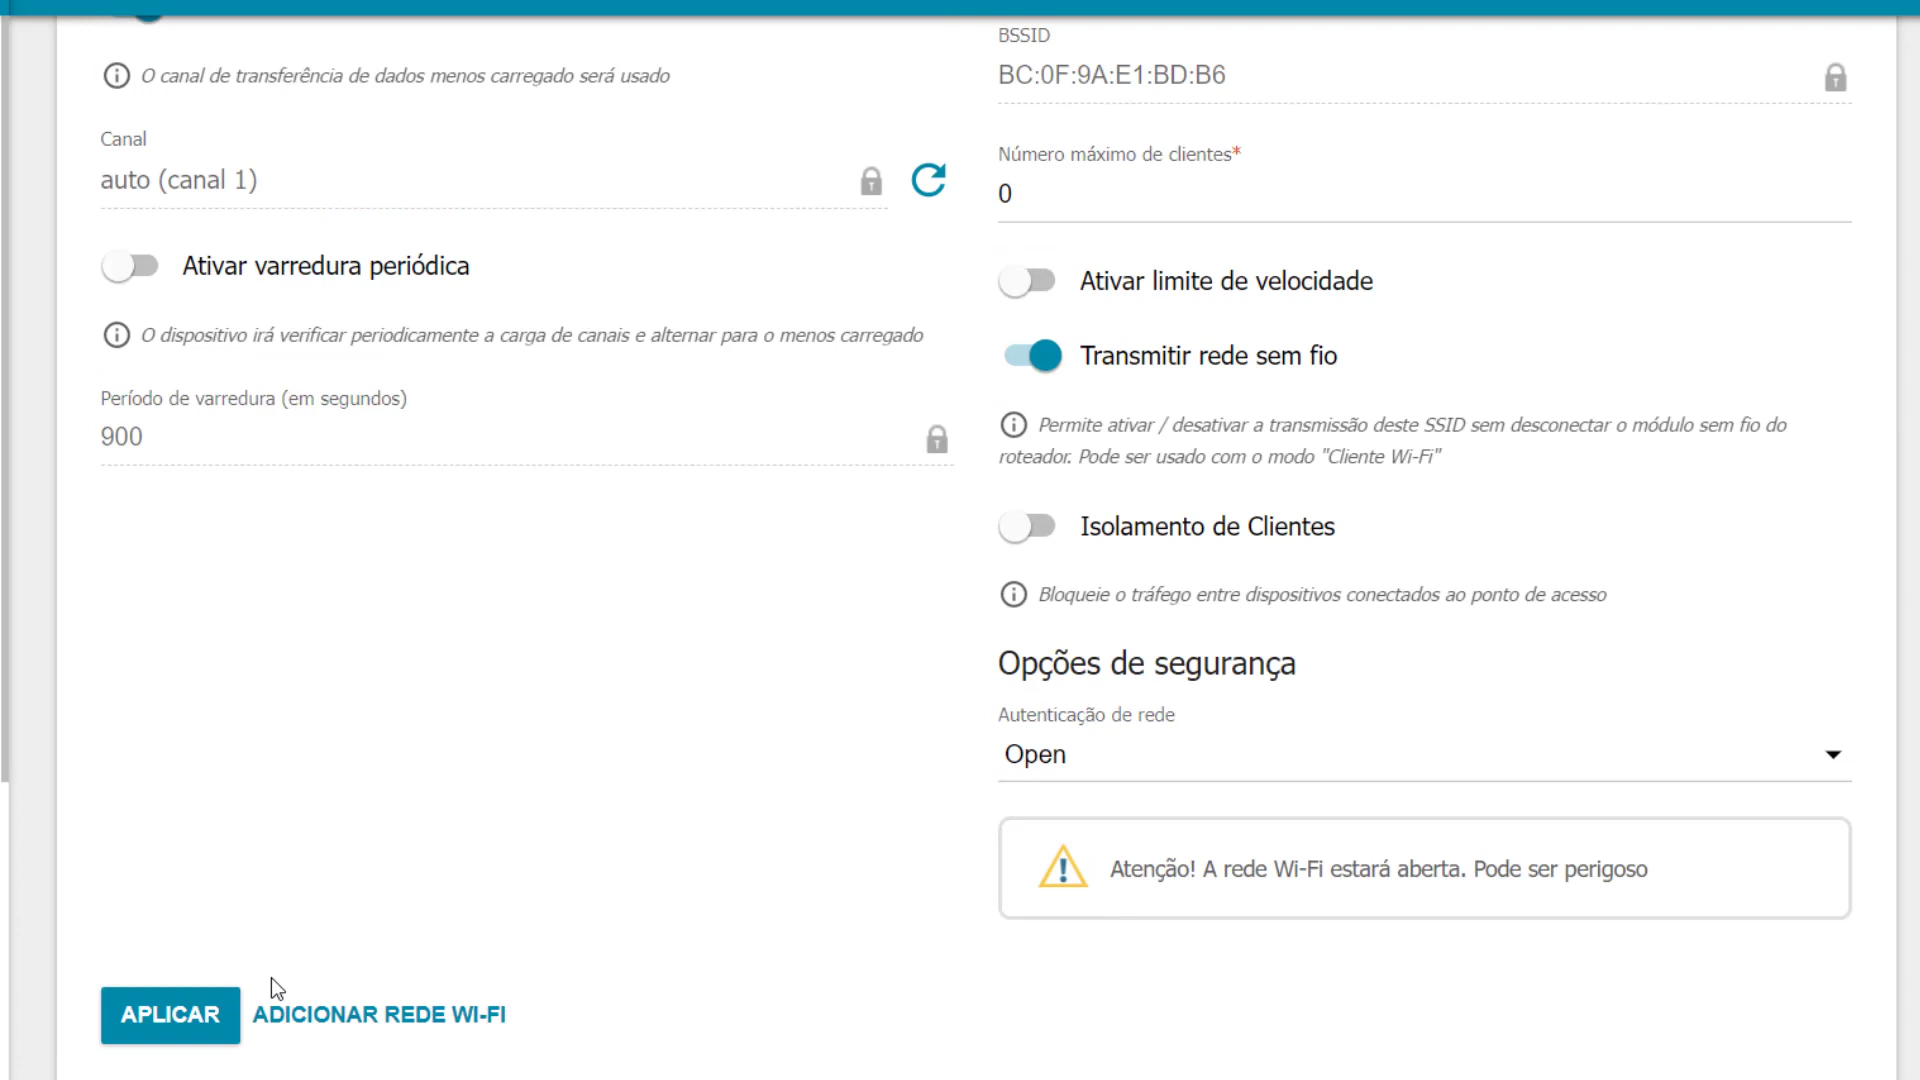 O canal de transferência de dados menos carregado será usado
Canal
auto (canal 1)
Ativar varredura periódica
O dispositivo irá verificar periodicamente a carga de canais e alternar para o menos carregado
Período de varredura (em segundos)
900
BSSID
BC:0F:9A:E1:BD:B6
Número máximo de clientes*
0
Ativar limite de velocidade
Transmitir rede sem fio
Permite ativar / desativar a transmissão deste SSID sem desconectar o módulo sem fio do
roteador. Pode ser usado com o modo "Cliente Wi-Fi"
Isolamento de Clientes
Bloqueie o tráfego entre dispositivos conectados ao ponto de acesso
Opções de segurança
Autenticação de rede
Open
Atenção! A rede Wi-Fi estará aberta. Pode ser perigoso
APLICAR
ADICIONAR REDE WI-FI